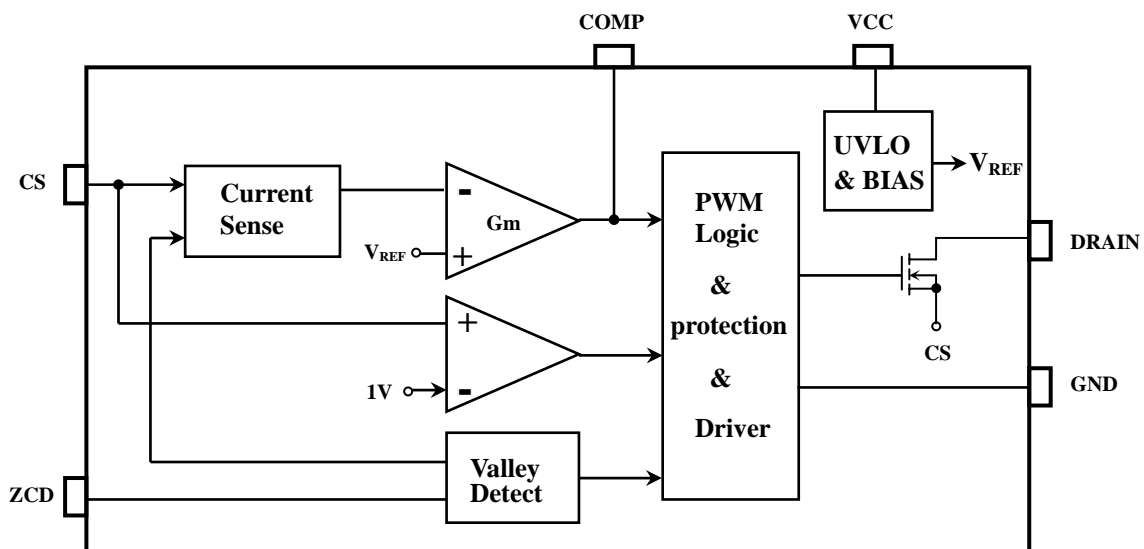 COMP
VCC
CS
Current
Sense
-
Gm
VREF
+
PWM
Logic
&
protection
&
Driver
UVLO
& BIAS
VREF
DRAIN
CS
GND
+
1V
-
Valley
Detect
ZCD